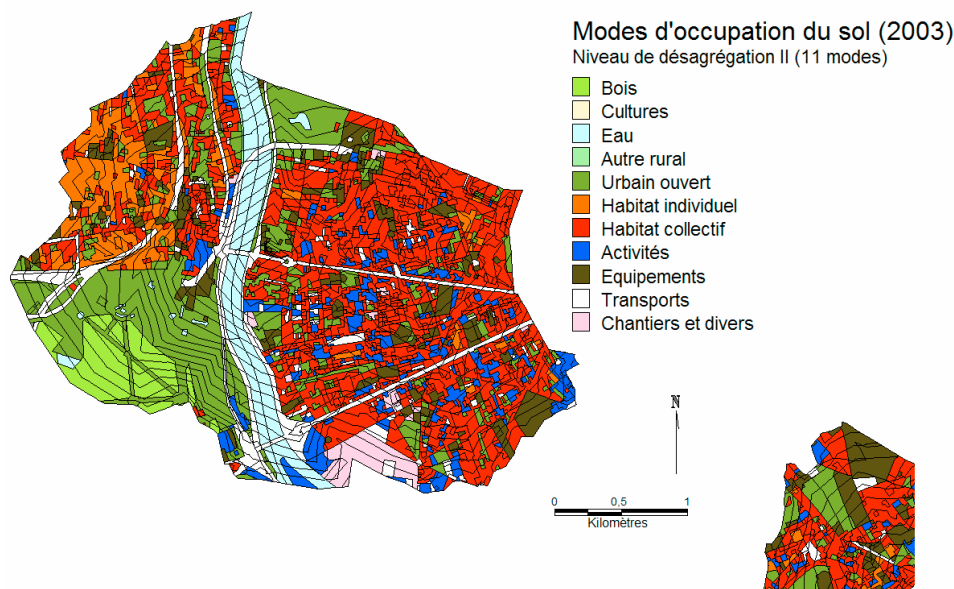 Modes d'occupation du sol (2003)
Niveau de désagrégation II (11 modes)
Bois
Cultures
Eau
Autre rural
Urbain ouvert
Habitat individuel
Habitat collectif
Activités
Equipements
Transports
Chantiers et divers
N
0 0,5 1
Kilomètres